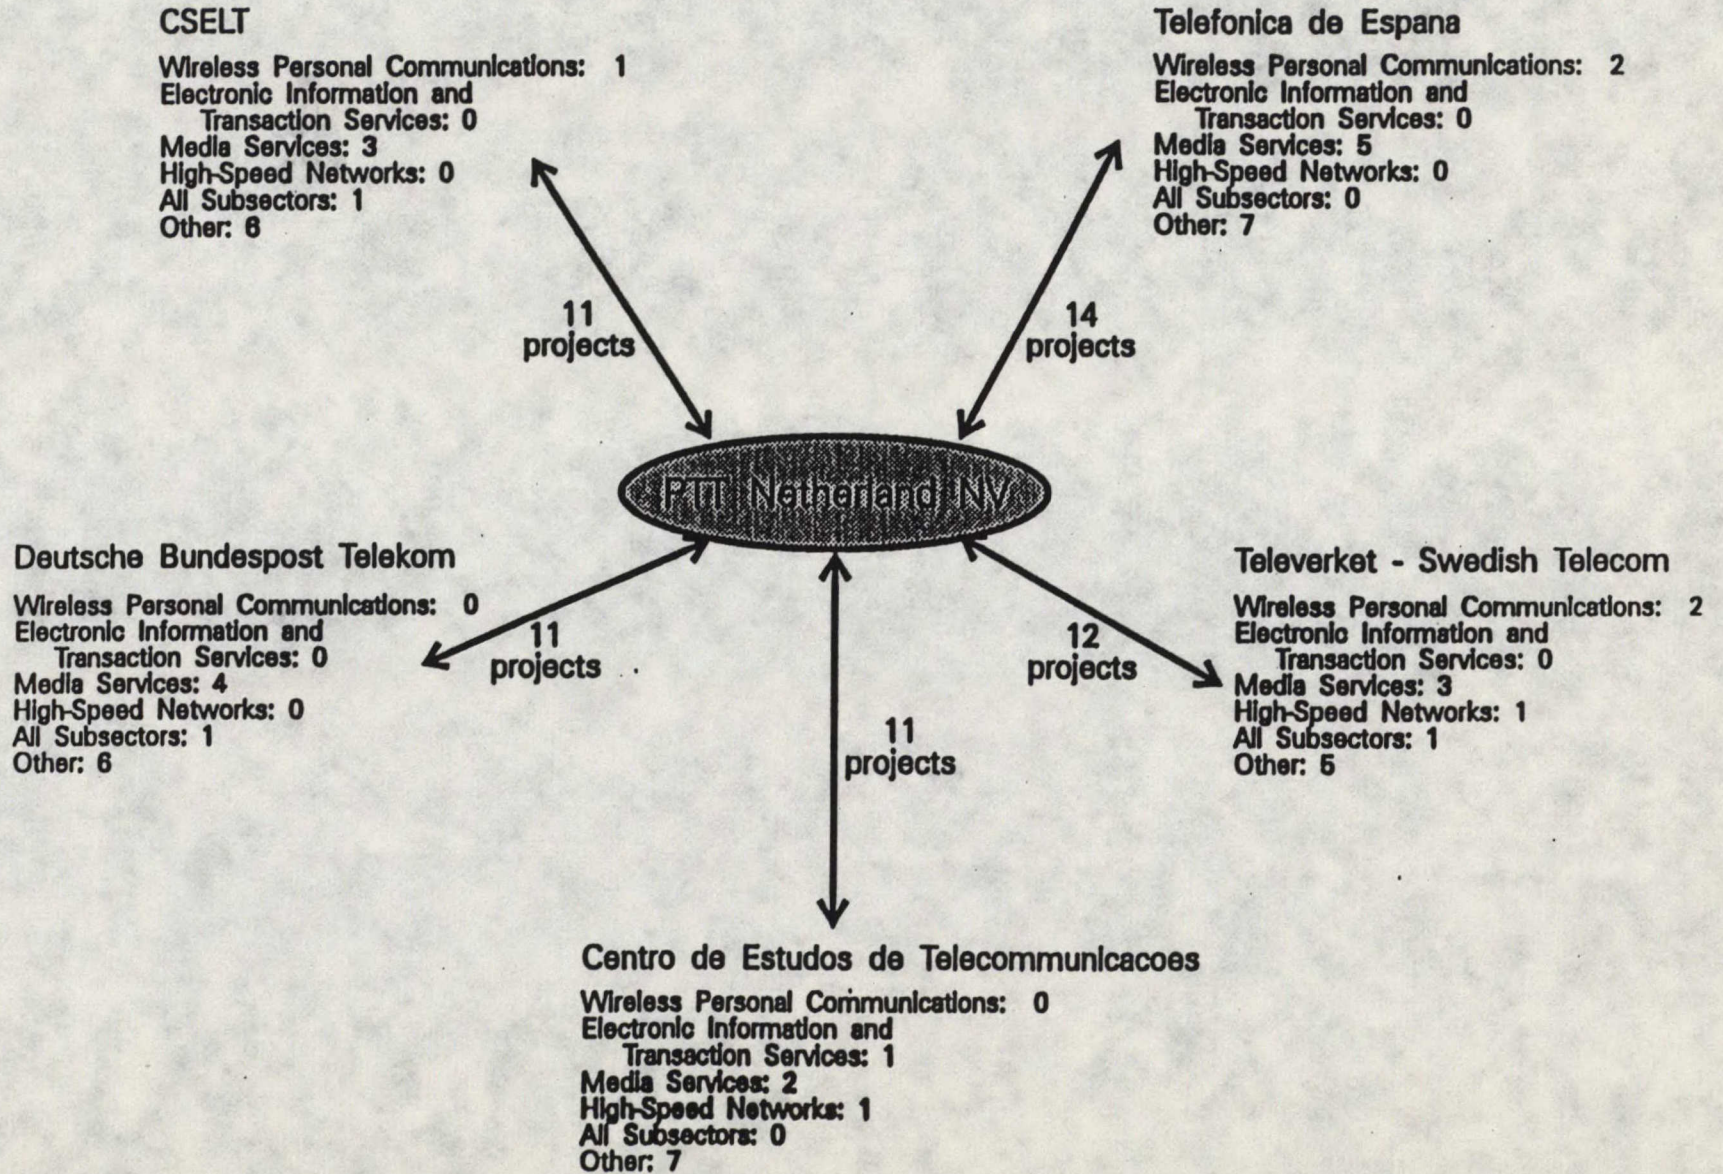 CSELT
Wireless Personal Communications: 1
Electronic Information and
Transaction Services: 0
Media Services: 3
High-Speed Networks: 0
All Subsectors: 1
Other: 6
Telefonica de Espana
Wireless Personal Communications: 2
Electronic Information and
Transaction Services: 0
Media Services: 5
High-Speed Networks: 0
All Subsectors: 0
Other: 7
11
projects
14
projects
PTT Netherland NV
Deutsche Bundespost Telekom
Wireless Personal Communications: 0
Electronic Information and
Transaction Services: 0
Media Services: 4
High-Speed Networks: 0
All Subsectors: 1
Other: 6
11
projects
12
projects
Televerket - Swedish Telecom
Wireless Personal Communications: 2
Electronic Information and
Transaction Services: 0
Media Services: 3
High-Speed Networks: 1
All Subsectors: 1
Other: 5
11
projects
Centro de Estudos de Telecommunicacoes
Wireless Personal Communications: 0
Electronic Information and
Transaction Services: 1
Media Services: 2
High-Speed Networks: 1
All Subsectors: 0
Other: 7